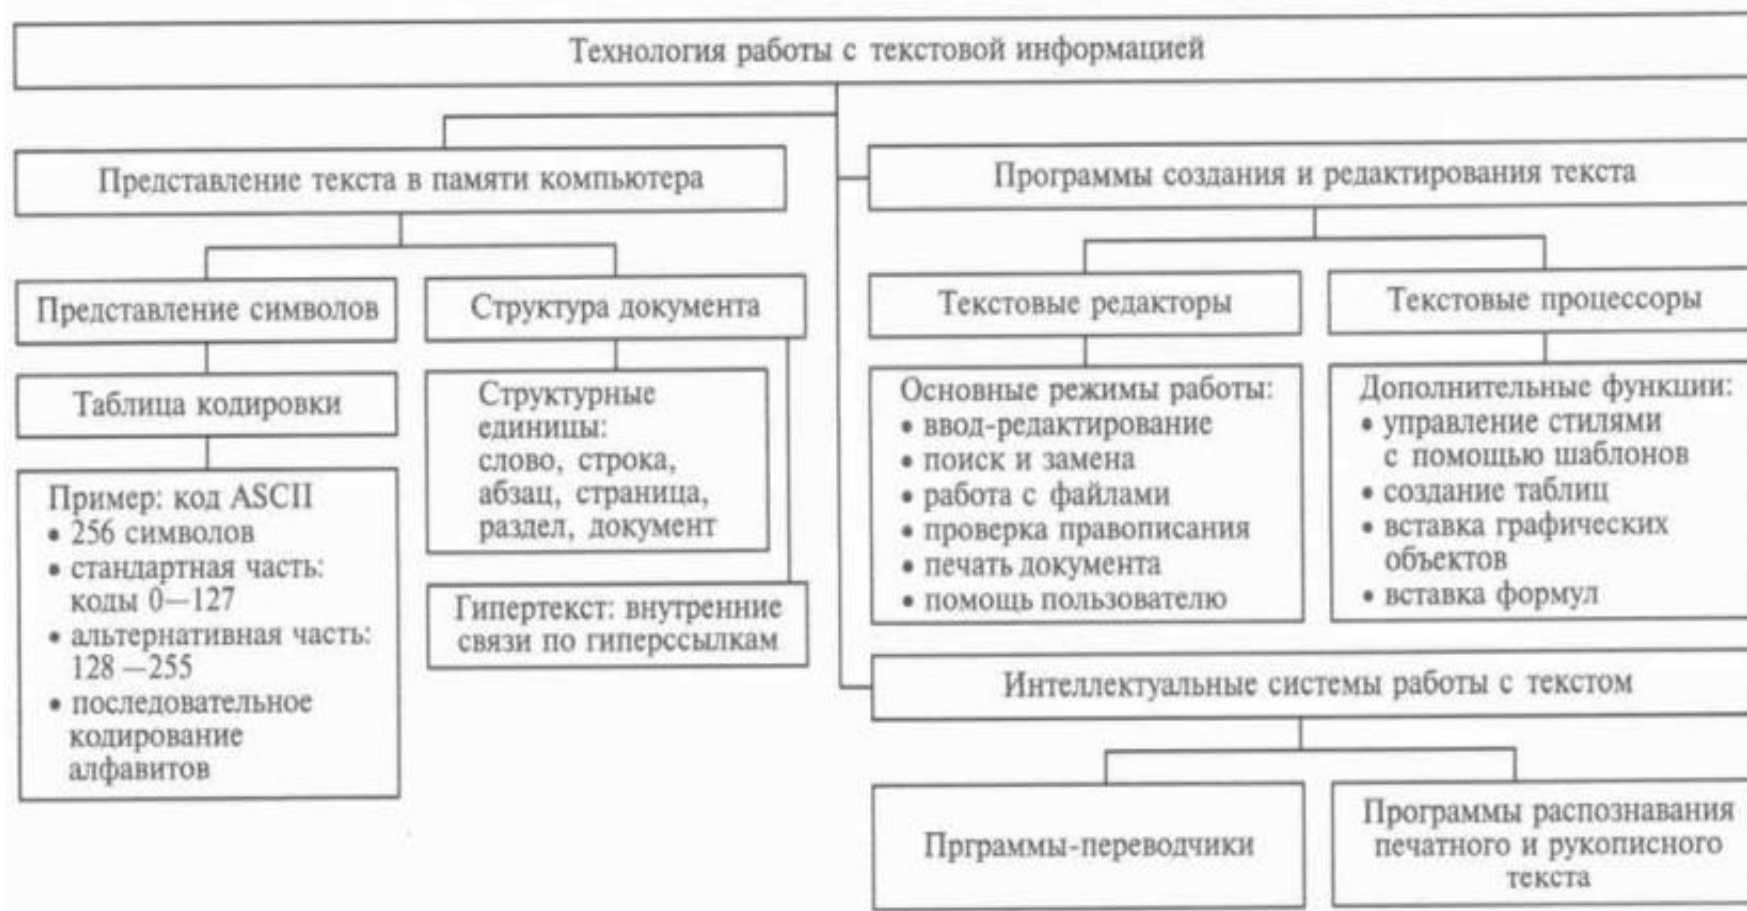 Технология работы с текстовой информацией
Представление текста в памяти компьютера
Представление символов
Таблица кодировки
Пример: код ASCII
• 256 символов
• стандартная часть:
коды 0—127
• альтернативная часть:
128 —255
• последовательное
кодирование
алфавитов
Структура документа
Структурные
единицы:
слово, строка,
абзац, страница,
раздел, документ
Гипертекст: внутренние
связи по гиперссылкам
Программы создания и редактирования текста
Текстовые редакторы
Основные режимы работы:
• ввод-редактирование
• поиск и замена
• работа с файлами
• проверка правописания
• печать документа
• помощь пользователю
Текстовые процессоры
Дополнительные функции:
• управление стилями
с помощью шаблонов
• создание таблиц
• вставка графических
объектов
• вставка формул
Интеллектуальные системы работы с текстом
Прграммы-переводчики
Программы распознавания
печатного и рукописного
текста